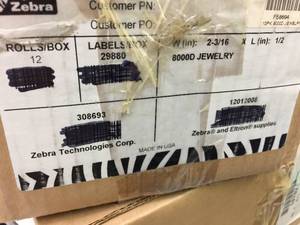 Zebra
Customer PN:
Customer PO:
ROLLS/BOX LABELS/BOX W (in): 2-3/16 X L (in): 1/2
12 29880 8000D JEWELRY
308693 12012008
Zebra Technologies Corp. MADE IN USA Zebra® and Eltron® supplies